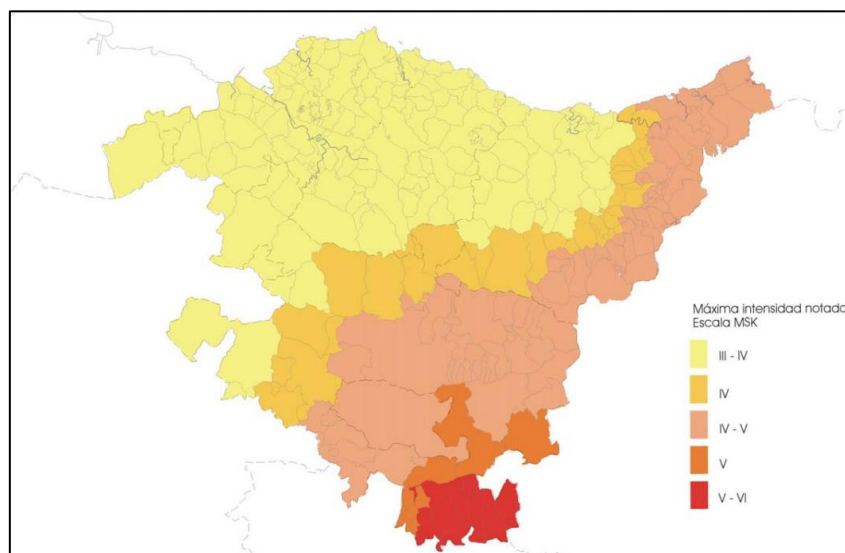 Máxima intensidad notada
Escala MSK
III - IV
IV
IV - V
V
V - VI